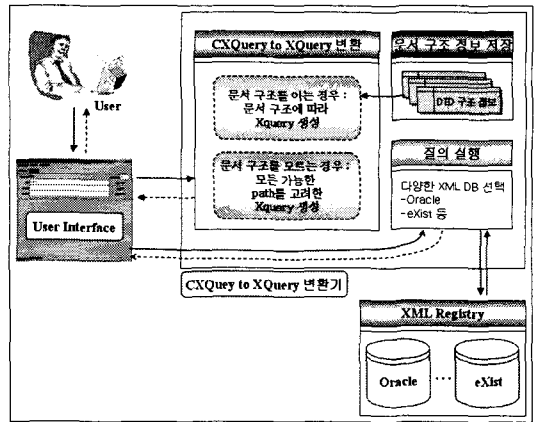 User
User Interface
CXQuery to XQuery 변환
문서 구조를 아는 경우 :
문서 구조에 따라
Xquery 생성
문서 구조를 모르는 경우 :
모든 가능한
path를 고려한
Xquery 생성
문서 구조 정보 저장
DTD 구조 정보
질의 실행
다양한 XML DB 선택
-Oracle
-eXist 등
CXQuey to XQuery 변환기
XML Registry
Oracle
...
eXist